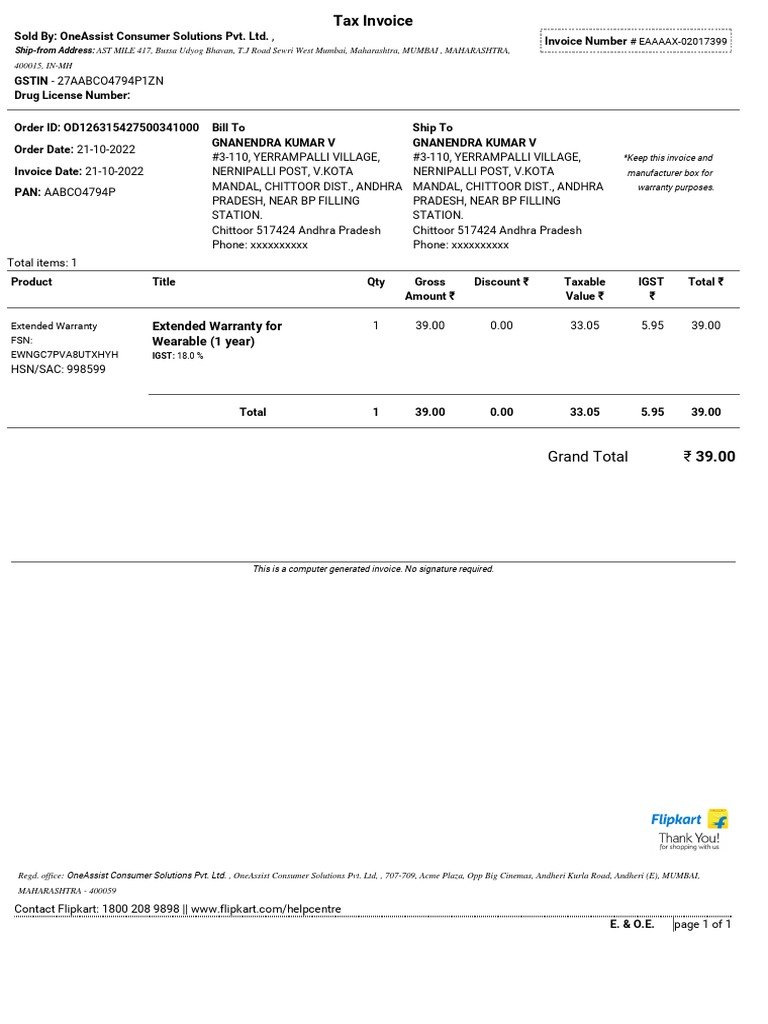 Tax Invoice
Sold By: OneAssist Consumer Solutions Pvt. Ltd. ,
Invoice Number # EAAAAX-02017399
Ship-from Address: AST MILE 417, Bussa Udyog Bhavan, T.J Road Sewri West Mumbai, Maharashtra, MUMBAI , MAHARASHTRA,
400015, IN-MH
GSTIN - 27AABCO4794P1ZN
Drug License Number:
Order ID: OD126315427500341000
Order Date: 21-10-2022
Invoice Date: 21-10-2022
PAN: AABCO4794P
Bill To
GNANENDRA KUMAR V
#3-110, YERRAMPALLI VILLAGE,
NERNIPALLI POST, V.KOTA
MANDAL, CHITTOOR DIST., ANDHRA
PRADESH, NEAR BP FILLING
STATION.
Chittoor 517424 Andhra Pradesh
Phone: xxxxxxxxxx
Ship To
GNANENDRA KUMAR V
#3-110, YERRAMPALLI VILLAGE,
NERNIPALLI POST, V.KOTA
MANDAL, CHITTOOR DIST., ANDHRA
PRADESH, NEAR BP FILLING
STATION.
Chittoor 517424 Andhra Pradesh
Phone: xxxxxxxxxx
*Keep this invoice and
manufacturer box for
warranty purposes.
Total items: 1
Product Title Qty Gross Amount ₹ Discount ₹ Taxable Value ₹ IGST ₹ Total ₹
Extended Warranty
FSN:
EWNGC7PVA8UTXHYH
HSN/SAC: 998599
Extended Warranty for
Wearable (1 year)
IGST: 18.0 %
1 39.00 0.00 33.05 5.95 39.00
Total 1 39.00 0.00 33.05 5.95 39.00
Grand Total ₹ 39.00
This is a computer generated invoice. No signature required.
Flipkart
Thank You!
for shopping with us
Regd. office: OneAssist Consumer Solutions Pvt. Ltd. , OneAssist Consumer Solutions Pvt. Ltd, , 707-709, Acme Plaza, Opp Big Cinemas, Andheri Kurla Road, Andheri (E), MUMBAI,
MAHARASHTRA - 400059
Contact Flipkart: 1800 208 9898 || www.flipkart.com/helpcentre
E. & O.E. page 1 of 1